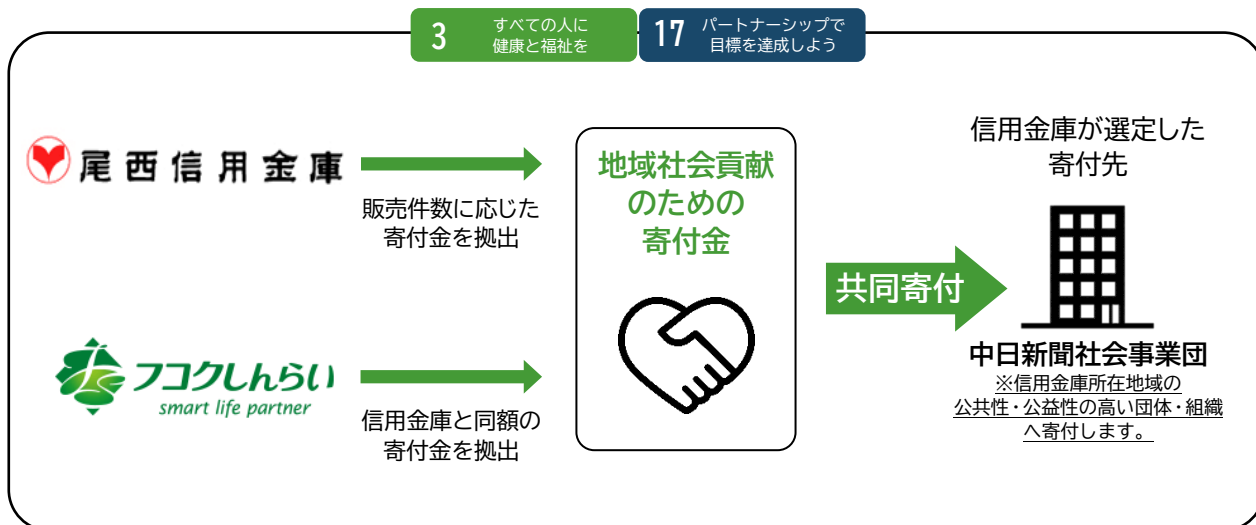 3
すべての人に
健康と福祉を
17
パートナーシップで
目標を達成しよう
尾西信用金庫
販売件数に応じた
寄付金を拠出
フコクしんらい
smart life partner
信用金庫と同額の
寄付金を拠出
地域社会貢献
のための
寄付金
共同寄付
信用金庫が選定した
寄付先
中日新聞社会事業団
※信用金庫所在地域の
公共性・公益性の高い団体・組織
へ寄付します。